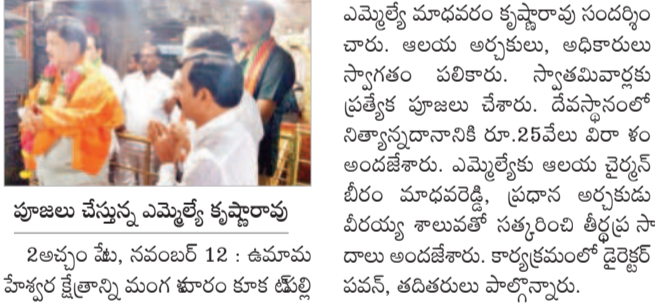 పూజలు చేస్తున్న ఎమ్మెల్యే కృష్ణారావు
2అచ్చం పేట, నవంబర్ 12 : ఉమామ
హేశ్వర క్షేత్రాన్ని మంగ ళవారం కూక ట్‌పల్లి
ఎమ్మెల్యే మాధవరం కృష్ణారావు సందర్శిం
చారు. ఆలయ అర్చకులు, అధికారులు
స్వాగతం పలికారు. స్వాతమివార్లకు
ప్రత్యేక పూజలు చేశారు. దేవస్థానంలో
నిత్యాన్నదానానికి రూ.25వేలు విరా ళం
అందజేశారు. ఎమ్మెల్యేకు ఆలయ చైర్మన్
బీరం మాధవరెడ్డి, ప్రధాన అర్చకుడు
వీరయ్య శాలువతో సత్కరించి తీర్థప్ర సా
దాలు అందజేశారు. కార్యక్రమంలో డైరెక్టర్
పవన్, తదితరులు పాల్గొన్నారు.